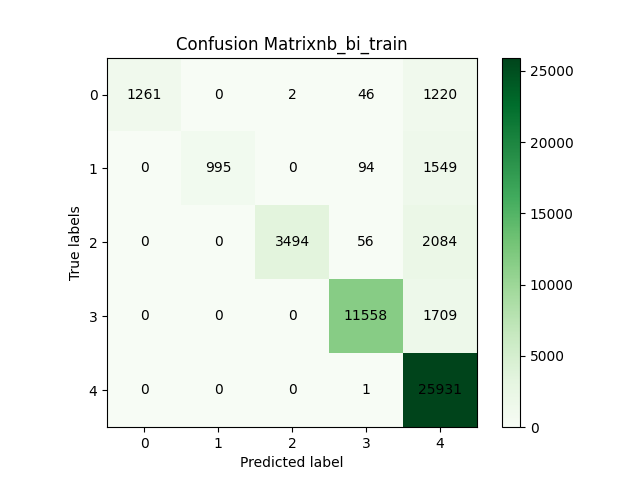 Confusion Matrixnb_bi_train
0 1261 0 2 46 1220
1 0 995 0 94 1549
2 0 0 3494 56 2084
3 0 0 0 11558 1709
4 0 0 0 1 25931
0 1 2 3 4
Predicted label
True labels
25000
20000
15000
10000
5000
0